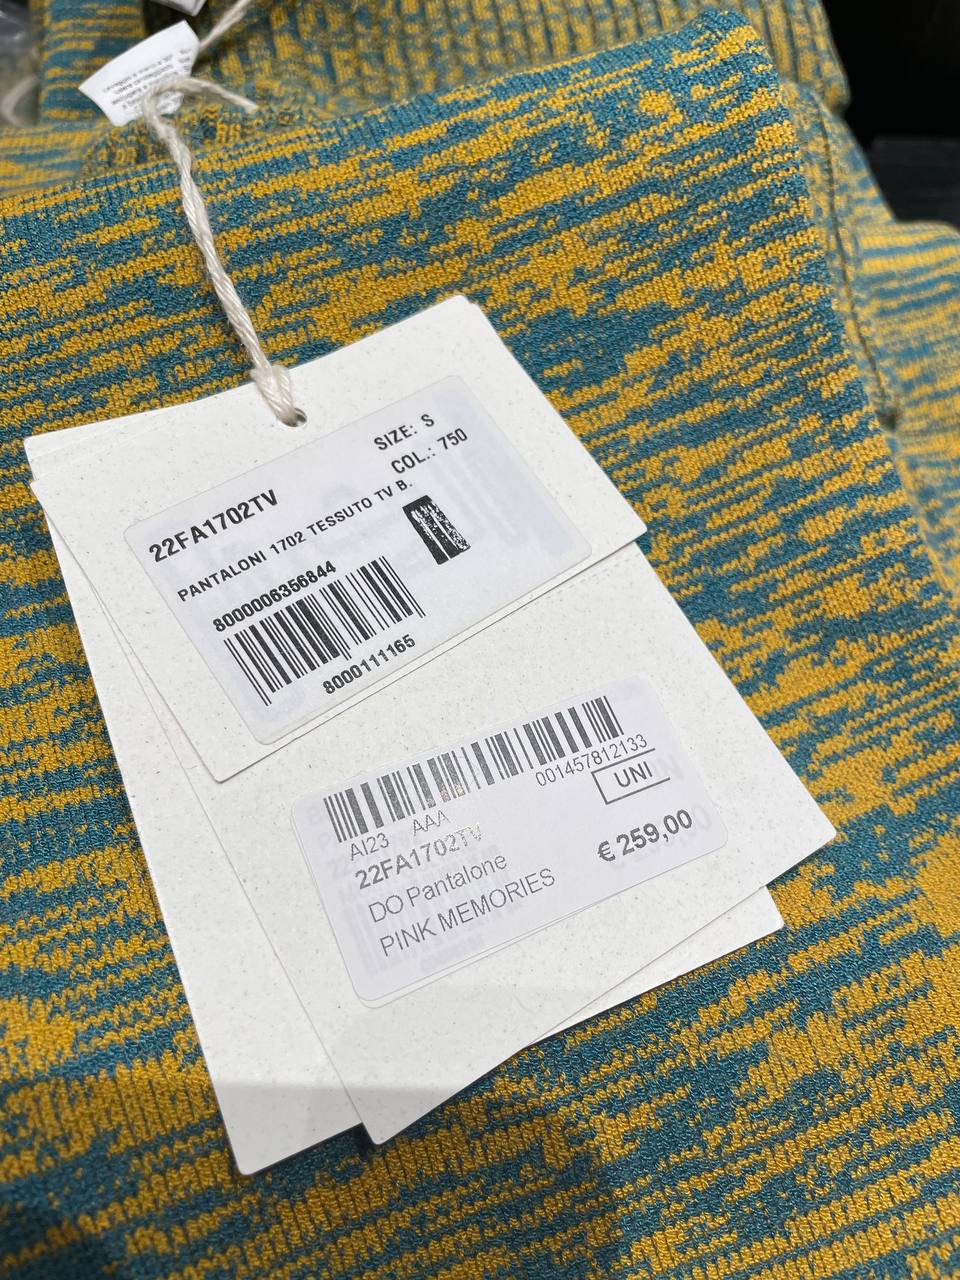 SIZE: S
COL.: 750
22FA1702TV
PANTALONI 1702 TESSUTO TV B.
8000006356844
8000111165
001457812133
UNI
AI23 AAA
22FA1702TV
€ 259,00
DO Pantalone
PINK MEMORIES